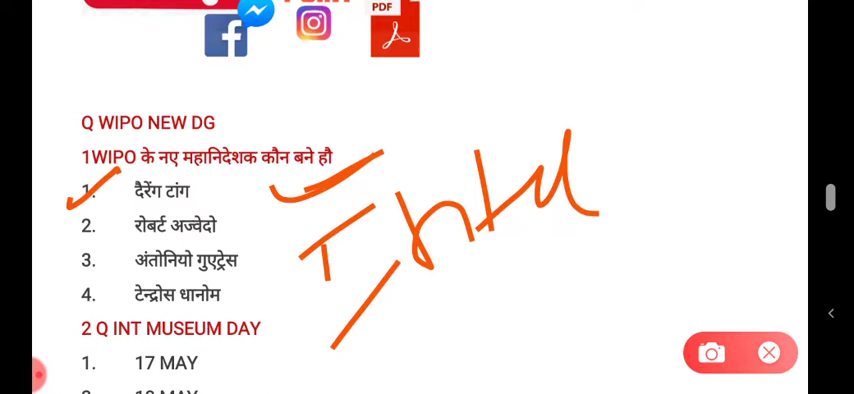 PDF
Q WIPO NEW DG
1WIPO के नए महानिदेशक कौन बने हौ
1. दैरेंग टांग
2. रोबर्ट अज्वेदो
3. अंतोनियो गुएट्रेस
4. टेन्द्रोस धानोम
2 Q INT MUSEUM DAY
1. 17 MAY